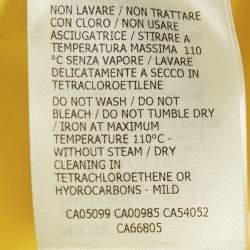 NON LAVARE / NON TRATTARE
CON CLORO / NON USARE
ASCIUGATRICE / STIRARE A
TEMPERATURA MASSIMA 110
°C SENZA VAPORE / LAVARE
DELICATAMENTE A SECCO IN
TETRACLOROETILENE
DO NOT WASH / DO NOT
BLEACH / DO NOT TUMBLE DRY
/ IRON AT MAXIMUM
TEMPERATURE 110°C -
WITHOUT STEAM / DRY
CLEANING IN
TETRACHLOROETHENE OR
HYDROCARBONS - MILD
CA05099 CA00985 CA54052
CA66805